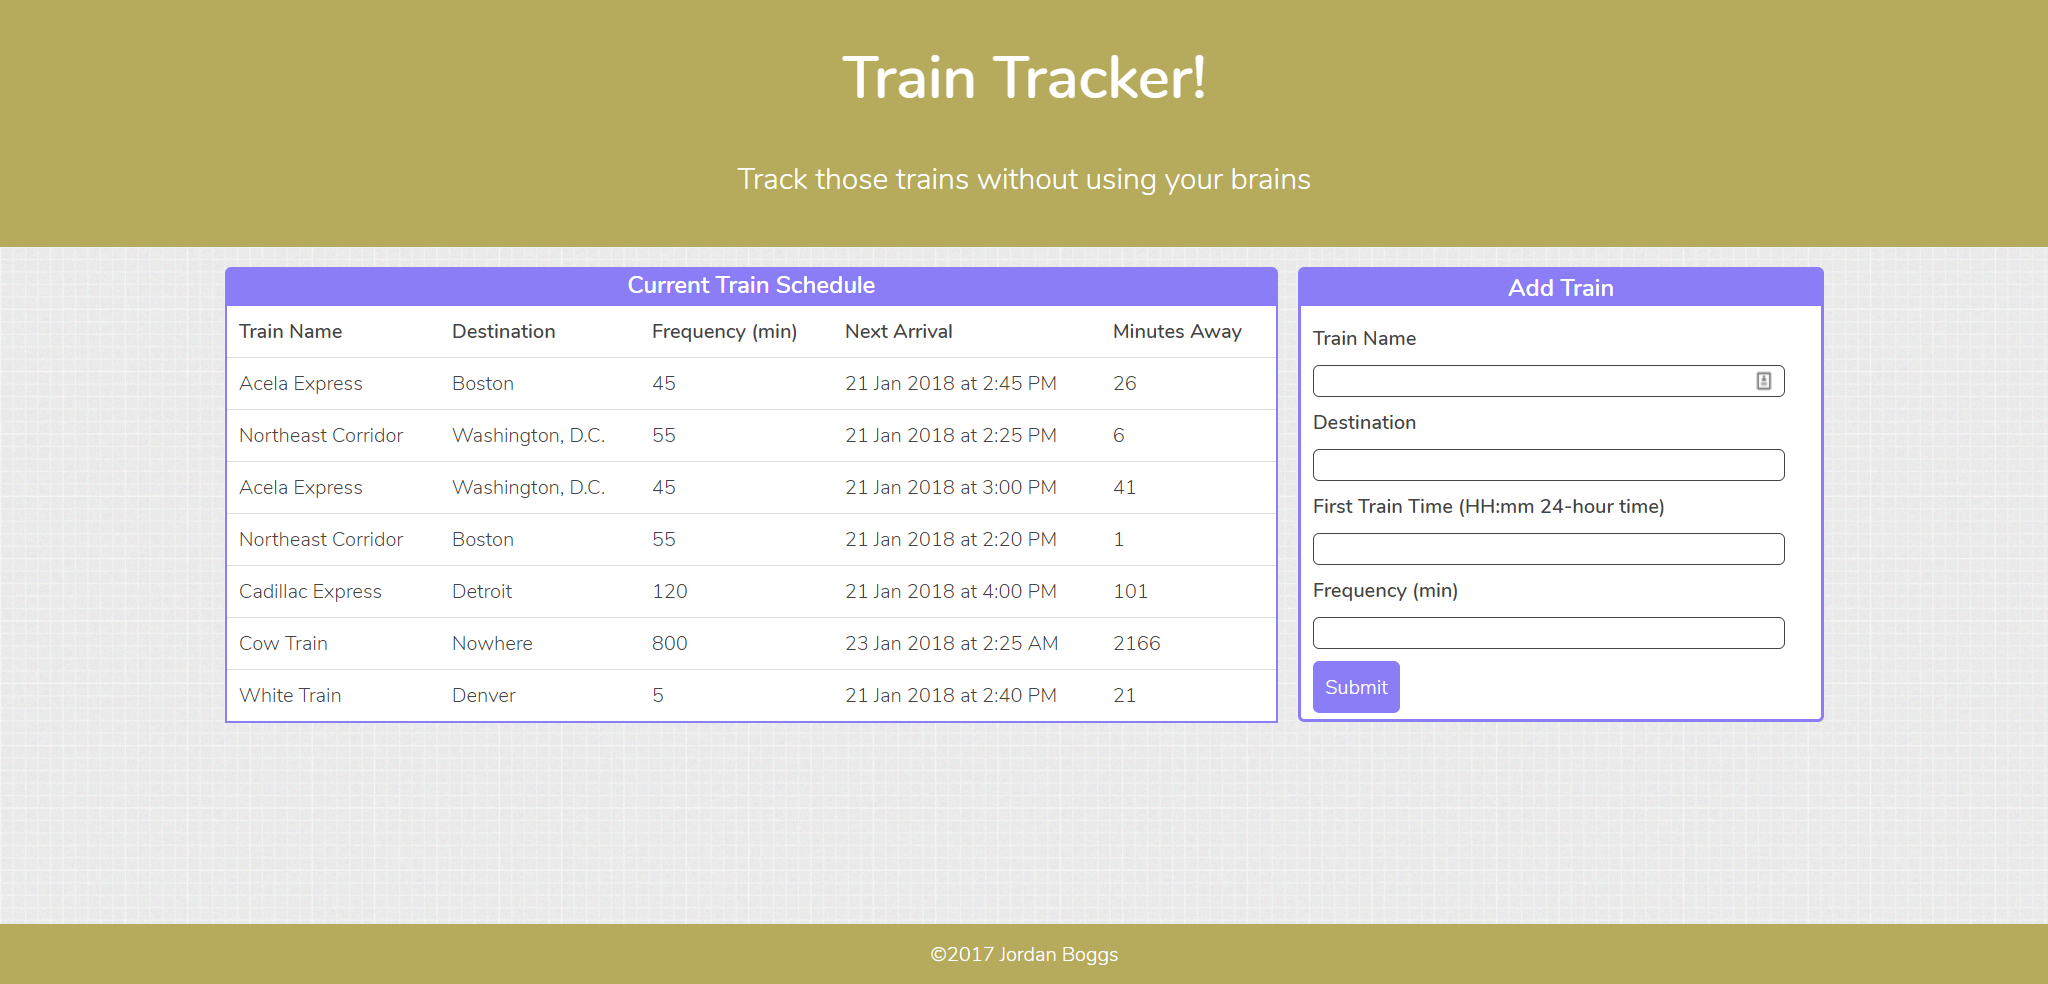 Train Tracker!
Track those trains without using your brains
Current Train Schedule
Train Name Destination Frequency (min) Next Arrival Minutes Away
Acela Express Boston 45 21 Jan 2018 at 2:45 PM 26
Northeast Corridor Washington, D.C. 55 21 Jan 2018 at 2:25 PM 6
Acela Express Washington, D.C. 45 21 Jan 2018 at 3:00 PM 41
Northeast Corridor Boston 55 21 Jan 2018 at 2:20 PM 1
Cadillac Express Detroit 120 21 Jan 2018 at 4:00 PM 101
Cow Train Nowhere 800 23 Jan 2018 at 2:25 AM 2166
White Train Denver 5 21 Jan 2018 at 2:40 PM 21
Add Train
Train Name
Destination
First Train Time (HH:mm 24-hour time)
Frequency (min)
Submit
©2017 Jordan Boggs